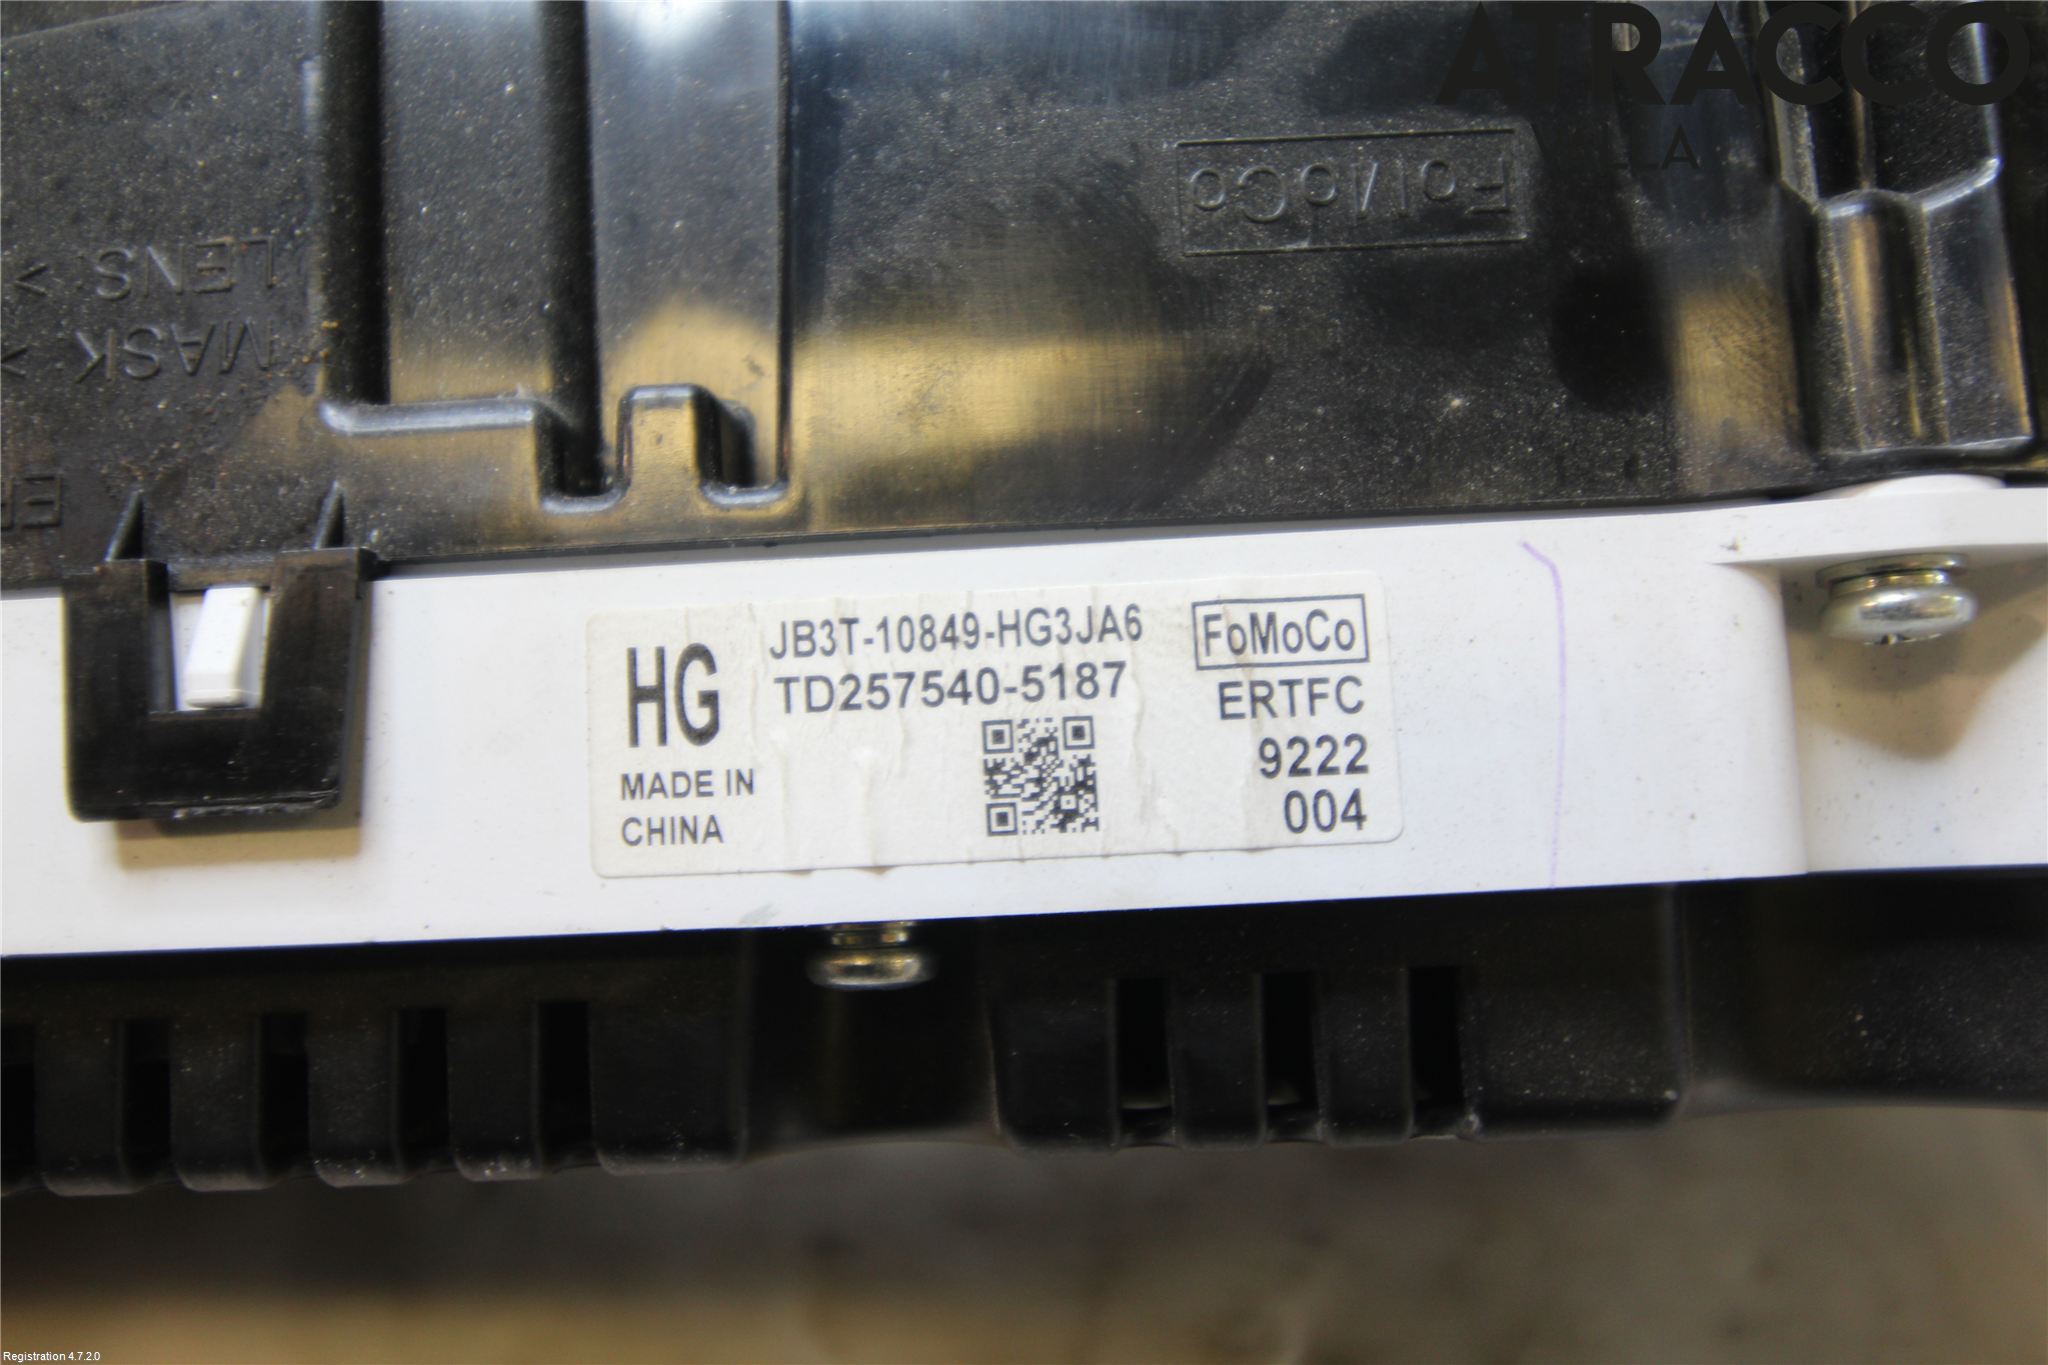 ATRACCO
FoMoCo
LENS: >
MASK >
HG
JB3T-10849-HG3JA6
TD257540-5187
FoMoCo
ERTFC
9222
004
MADE IN
CHINA
Registration 4.7.2.0